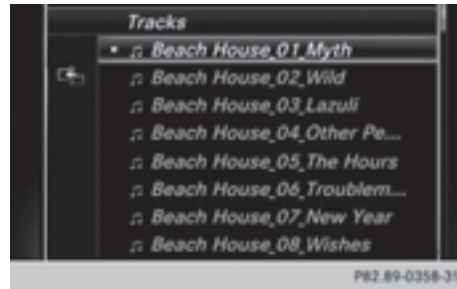 Tracks
Beach House_01_Myth
Beach House_02_Wild
Beach House_03_Lazuli
Beach House_04_Other Pe...
Beach House_05_The Hours
Beach House_06_Troublem...
Beach House_07_New Year
Beach House_08_Wishes
P82.89-0358-31